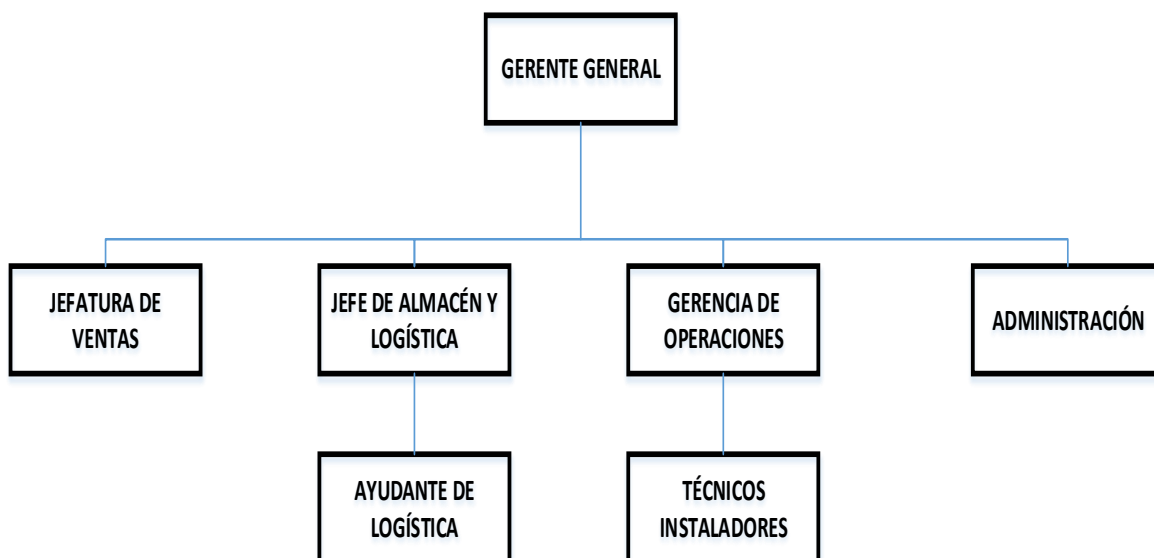 GERENTE GENERAL
JEFATURA DE
VENTAS
JEFE DE ALMACÉN Y
LOGÍSTICA
GERENCIA DE
OPERACIONES
ADMINISTRACIÓN
AYUDANTE DE
LOGÍSTICA
TÉCNICOS
INSTALADORES